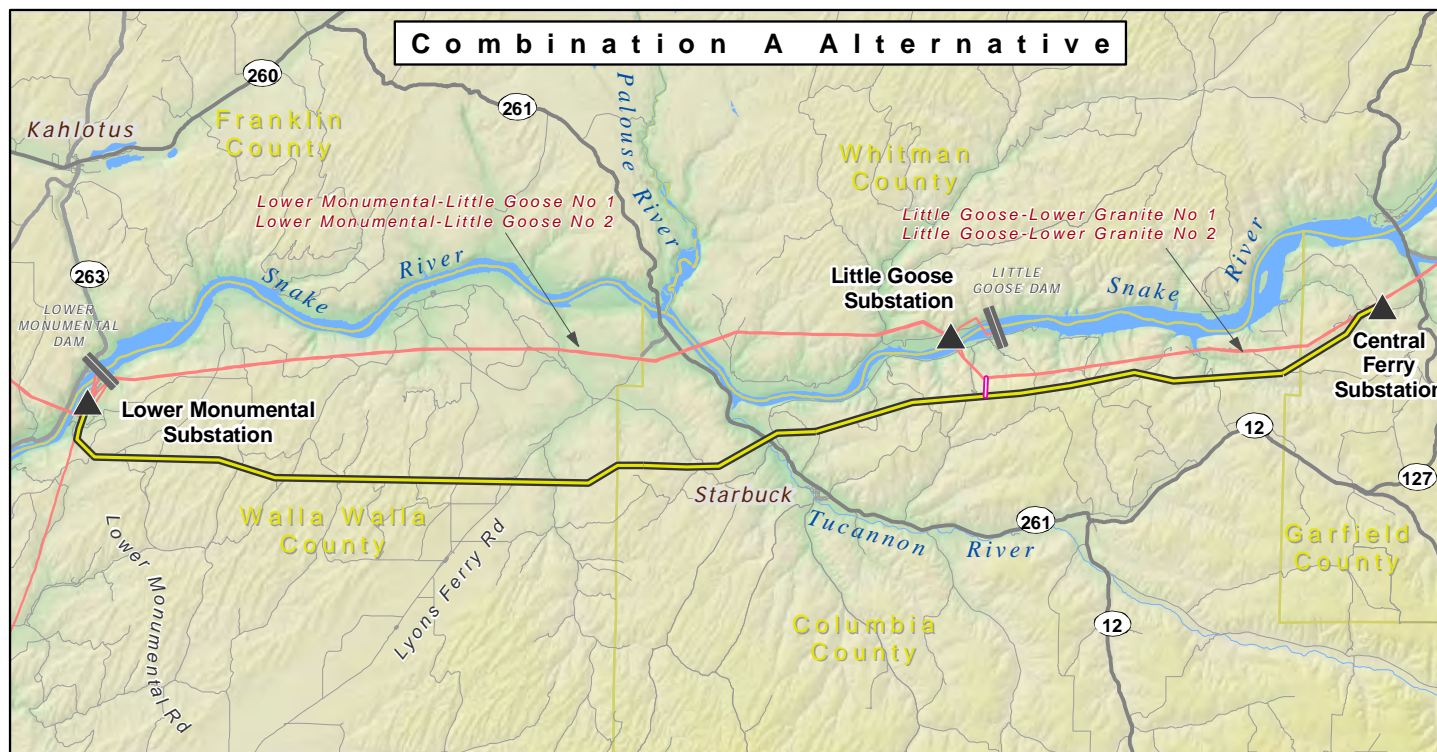 Combination A Alternative
260
Kahlotus
Franklin
County
261
Palouse River
Whitman
County
Lower Monumental-Little Goose No 1
Lower Monumental-Little Goose No 2
Little Goose-Lower Granite No 1
Little Goose-Lower Granite No 2
263
Snake River
Little Goose
Substation
LITTLE
GOOSE DAM
Snake River
LOWER
MONUMENTAL
DAM
Central
Ferry
Substation
Lower Monumental
Substation
12
127
Starbuck
Walla Walla
County
Lower Monumental Rd
Lyons Ferry Rd
Tucannon River
261
Garfield
County
Columbia
County
12